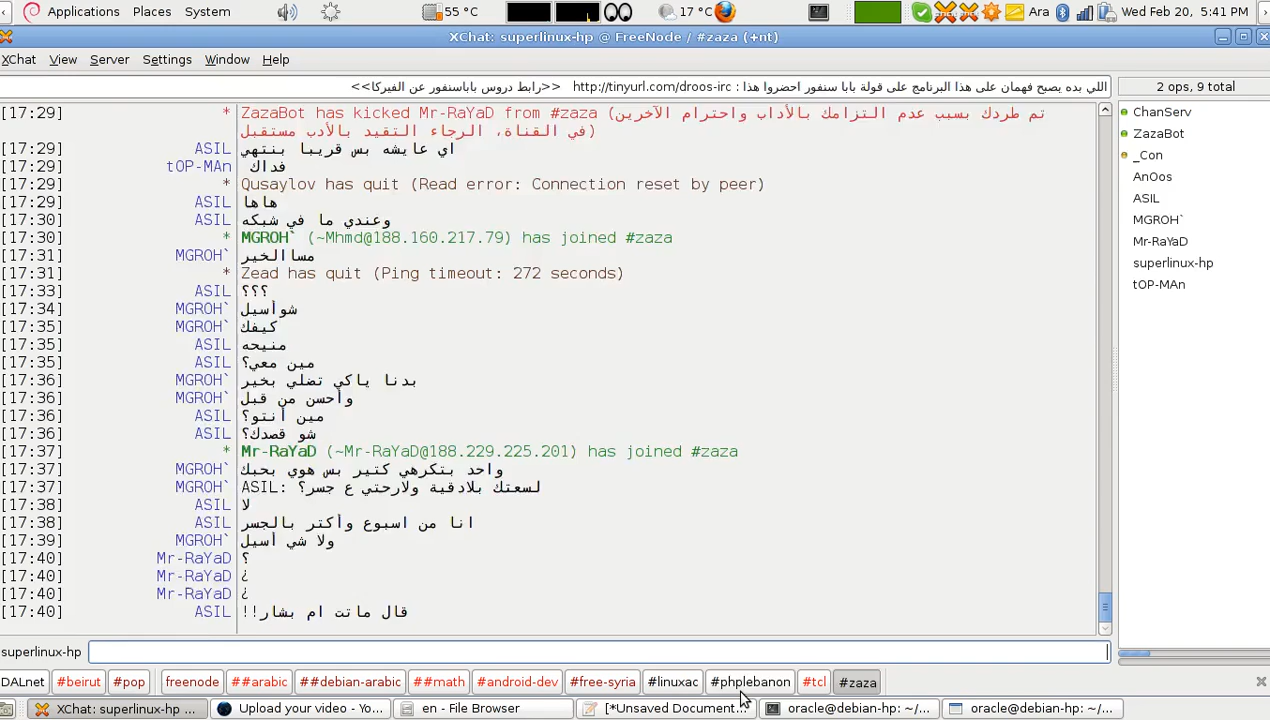 Applications Places System 55 °C 17 °C Ara Wed Feb 20, 5:41 PM
XChat: superlinux-hp @ FreeNode / #zaza (+nt)
XChat View Server Settings Window Help
اللي بده يصبح فهمان على هذا البرنامج على قولة بابا سنفور احضروا هذا : http://tinyurl.com/droos-irc <<رابط دروس باباسنفور عن الفيركا>>
2 ops, 9 total
[17:29] * ZazaBot has kicked Mr-RaYaD from #zaza (تم طردك بسبب عدم التزامك بالأداب واحترام الآخرين
في القناة، الرجاء التقيد بالأدب مستقبل)
[17:29] ASIL اي عايشه بس قريبا بنتهي
[17:29] tOP-MAn فداك
[17:29] * Qusaylov has quit (Read error: Connection reset by peer)
[17:29] ASIL هاها
[17:30] ASIL وعندي ما في شبكه
[17:30] * MGROH` (~Mhmd@188.160.217.79) has joined #zaza
[17:31] MGROH` مساالخير
[17:31] * Zead has quit (Ping timeout: 272 seconds)
[17:33] ASIL ؟؟؟
[17:34] MGROH` شوأسيل
[17:35] MGROH` كيفك
[17:35] ASIL منيحه
[17:35] ASIL مين معي؟
[17:36] MGROH` بدنا ياكي تضلي بخير
[17:36] MGROH` وأحسن من قبل
[17:36] ASIL مين أنتو؟
[17:36] ASIL شو قصدك؟
[17:37] * Mr-RaYaD (~Mr-RaYaD@188.229.225.201) has joined #zaza
[17:37] MGROH` واحد بتكرهي كتير بس هوي بحبك
[17:37] MGROH` ASIL: لسعتك بلادقية ولارحتي ع جسر؟
[17:38] ASIL لا
[17:38] ASIL انا من اسبوع وأكتر بالجسر
[17:39] MGROH` ولا شي أسيل
[17:40] Mr-RaYaD ؟
[17:40] Mr-RaYaD ¿
[17:40] Mr-RaYaD ¿
[17:40] ASIL قال ماتت ام بشار!!
ChanServ
ZazaBot
_Con
AnOos
ASIL
MGROH`
Mr-RaYaD
superlinux-hp
tOP-MAn
superlinux-hp
DALnet #beirut #pop freenode ##arabic ##debian-arabic ##math #android-dev #free-syria #linuxac #phplebanon #tcl #zaza
XChat: superlinux-hp ... Upload your video - Yo... en - File Browser [*Unsaved Document... oracle@debian-hp: ~/... oracle@debian-hp: ~/...